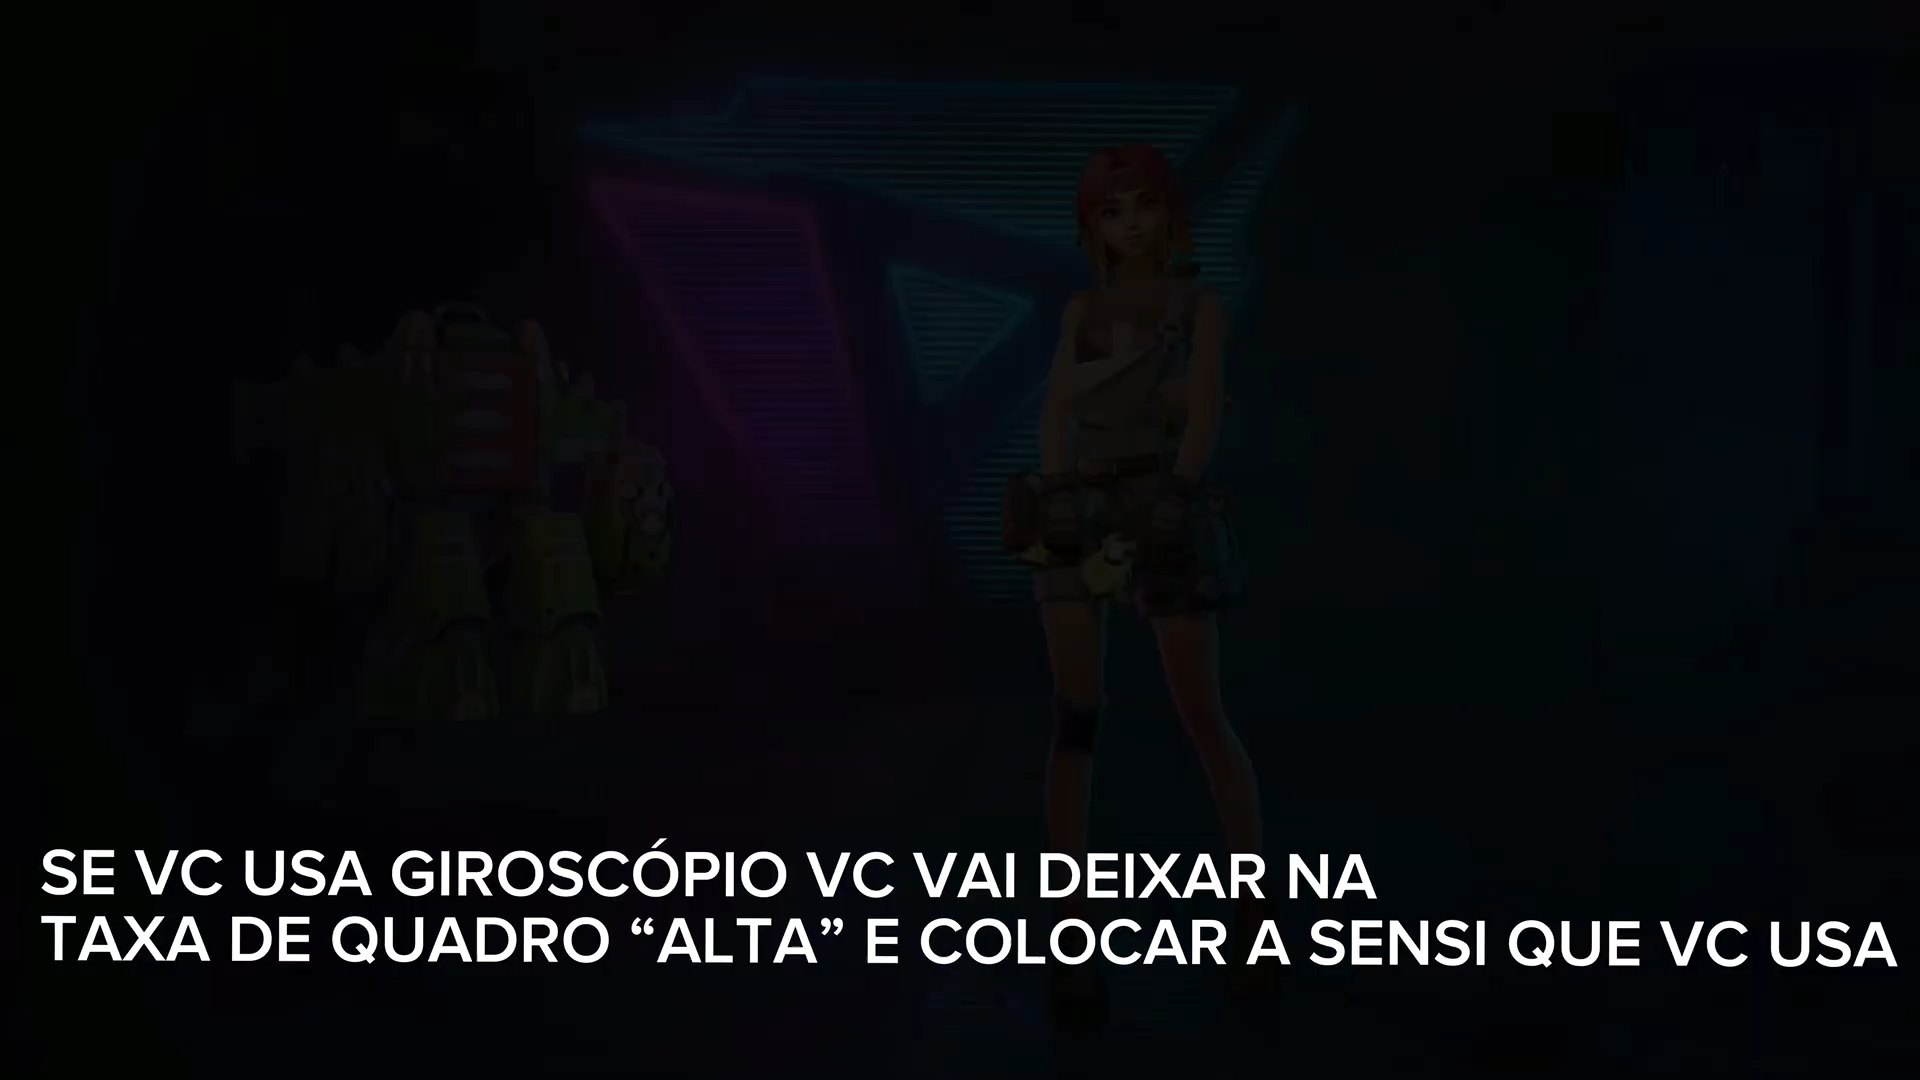 SE VC USA GIROSCÓPIO VC VAI DEIXAR NA
TAXA DE QUADRO “ALTA” E COLOCAR A SENSI QUE VC USA